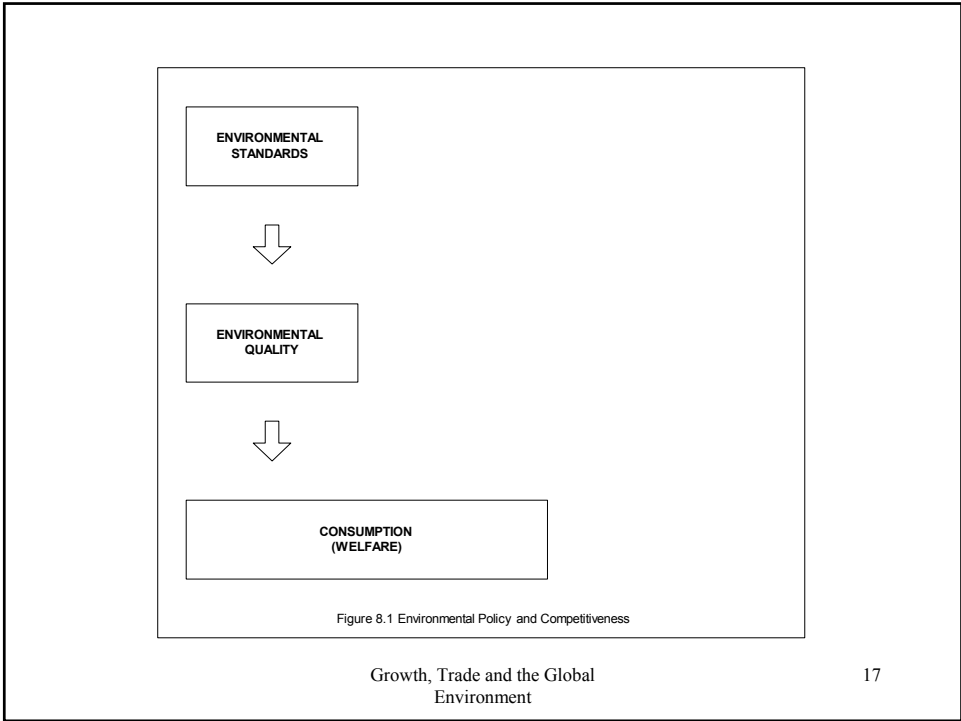 ENVIRONMENTAL
STANDARDS
ENVIRONMENTAL
QUALITY
CONSUMPTION
(WELFARE)
Figure 8.1 Environmental Policy and Competitiveness
Growth, Trade and the Global
Environment
17